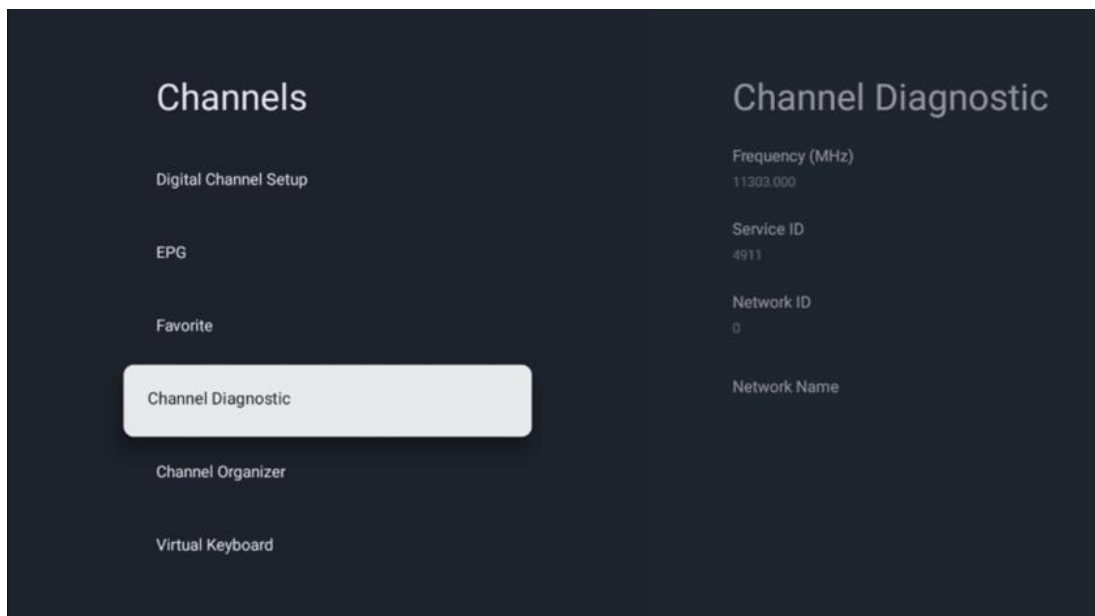 Channels
Digital Channel Setup
EPG
Favorite
Channel Diagnostic
Channel Organizer
Virtual Keyboard
Channel Diagnostic
Frequency (MHz)
11303.000
Service ID
4911
Network ID
0
Network Name